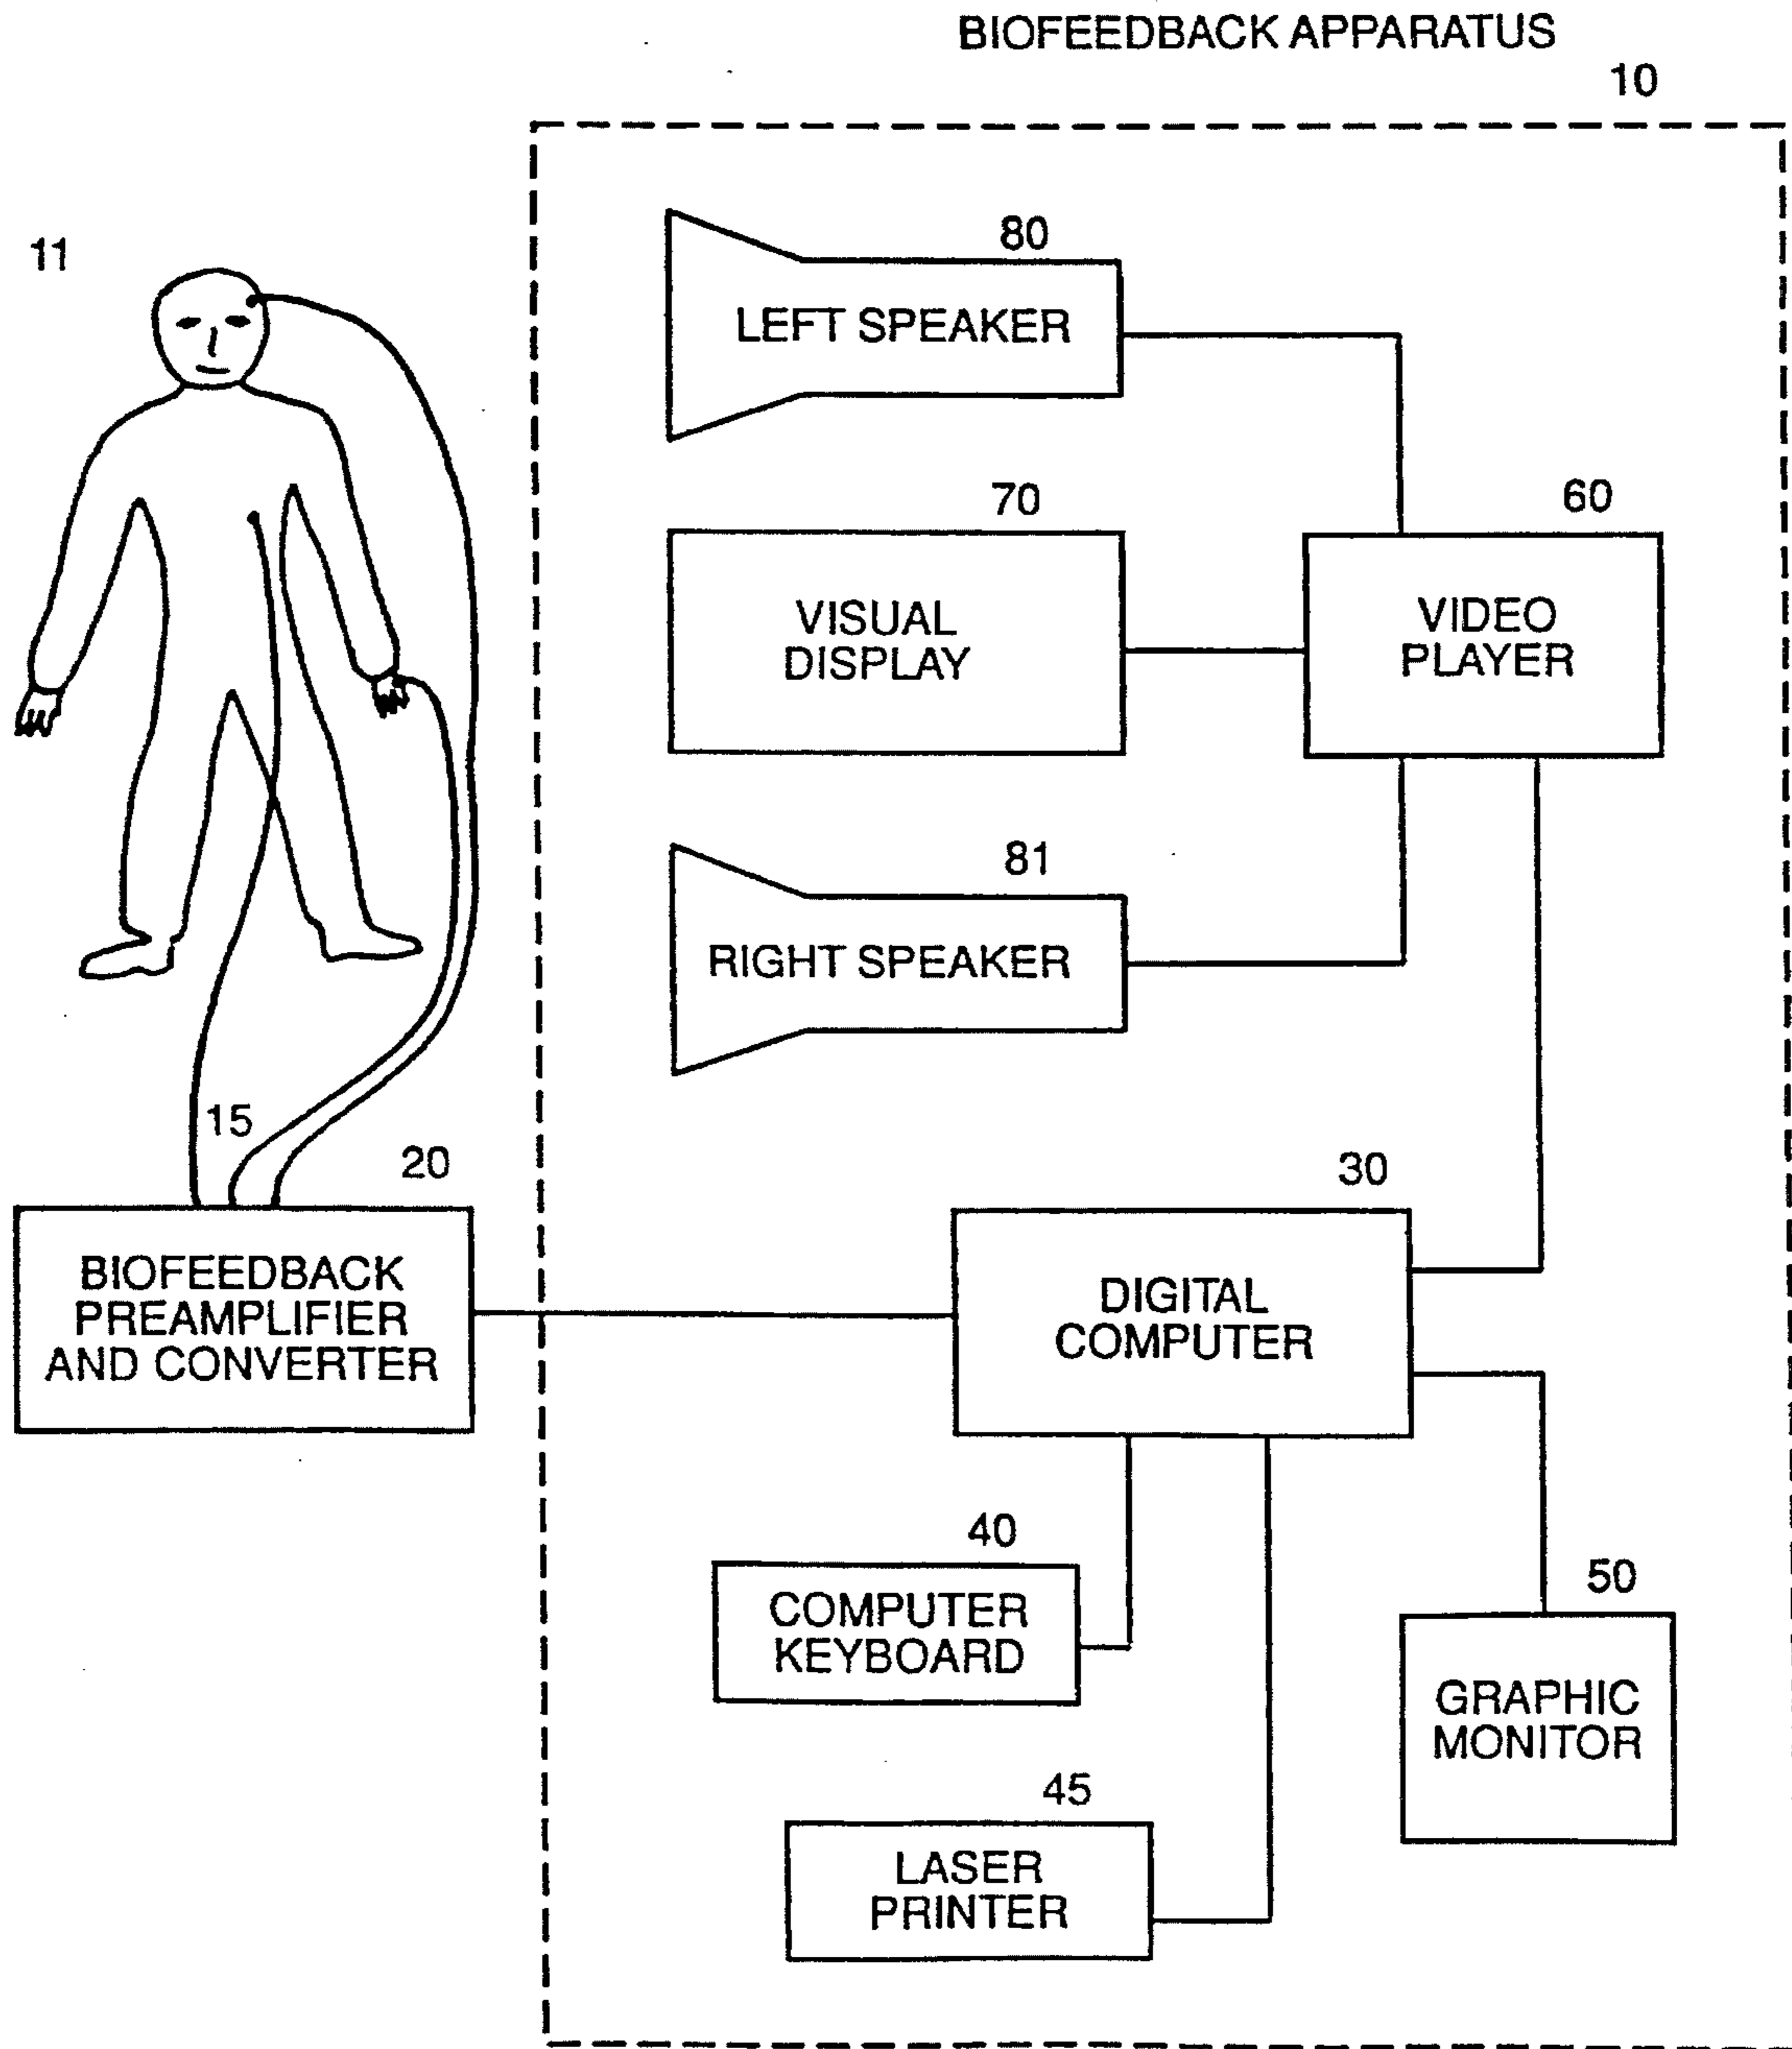 BIOFEEDBACK APPARATUS
10
11
80
LEFT SPEAKER
70
VISUAL
DISPLAY
60
VIDEO
PLAYER
81
RIGHT SPEAKER
15
20
BIOFEEDBACK
PREAMPLIFIER
AND CONVERTER
30
DIGITAL
COMPUTER
40
COMPUTER
KEYBOARD
50
GRAPHIC
MONITOR
45
LASER
PRINTER